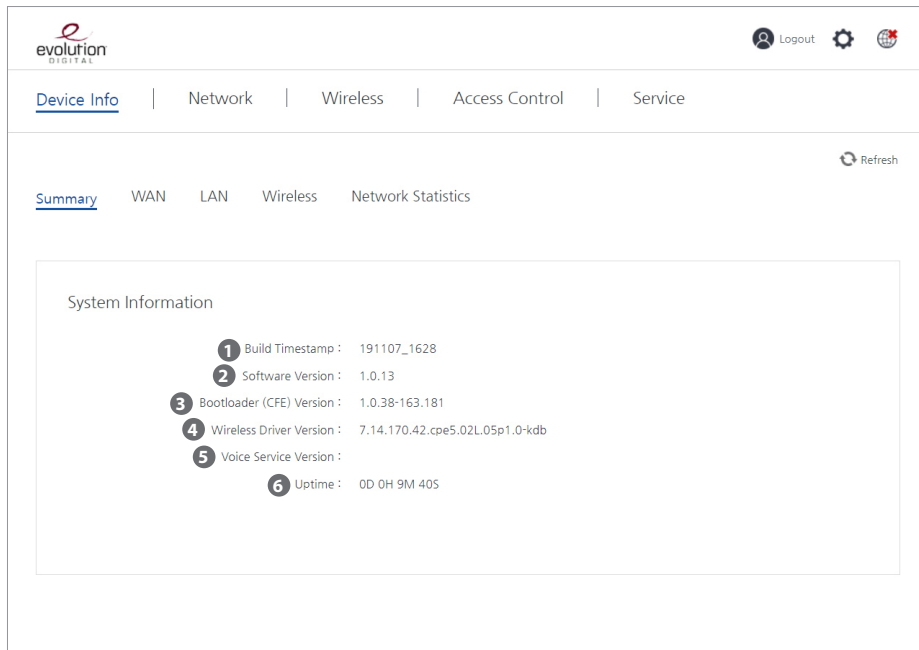 evolution
DIGITAL
Logout
Device Info | Network | Wireless | Access Control | Service
Refresh
Summary WAN LAN Wireless Network Statistics
System Information
1 Build Timestamp : 191107_1628
2 Software Version : 1.0.13
3 Bootloader (CFE) Version : 1.0.38-163.181
4 Wireless Driver Version : 7.14.170.42.cpe5.02L.05p1.0-kdb
5 Voice Service Version :
6 Uptime : 0D 0H 9M 40S